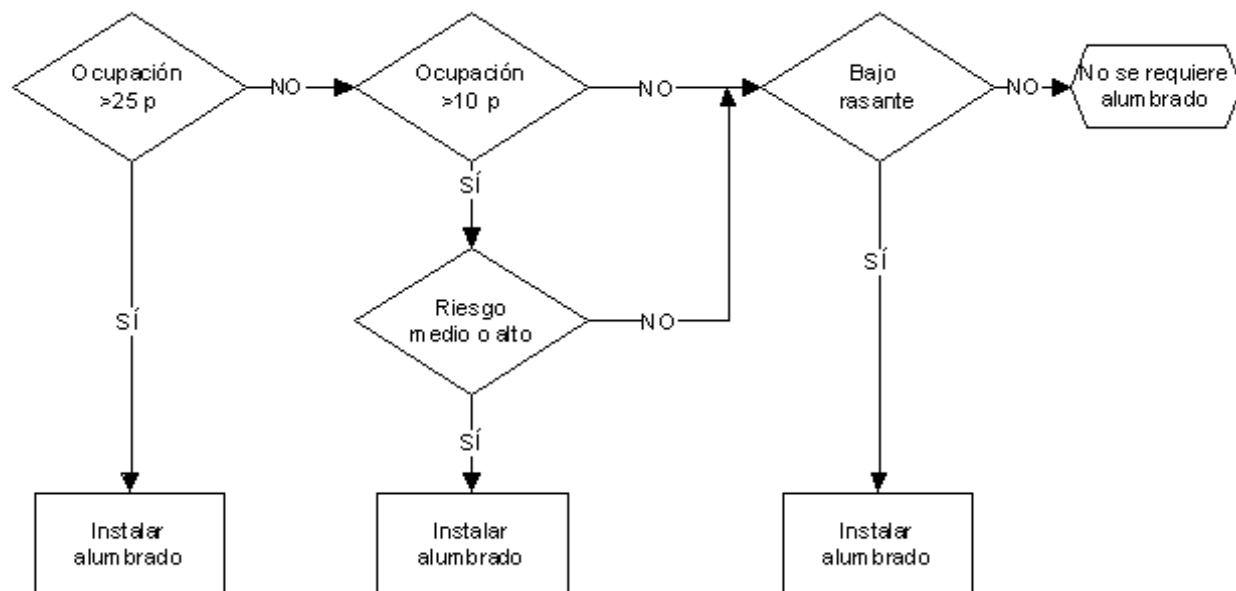 Ocupación
>25 p
NO
Ocupación
>10 p
NO
Bajo
rasante
NO
No se requiere
alumbrado
SÍ
SÍ
SÍ
Riesgo
medio o alto
NO
SÍ
Instalar
alumbrado
Instalar
alumbrado
Instalar
alumbrado